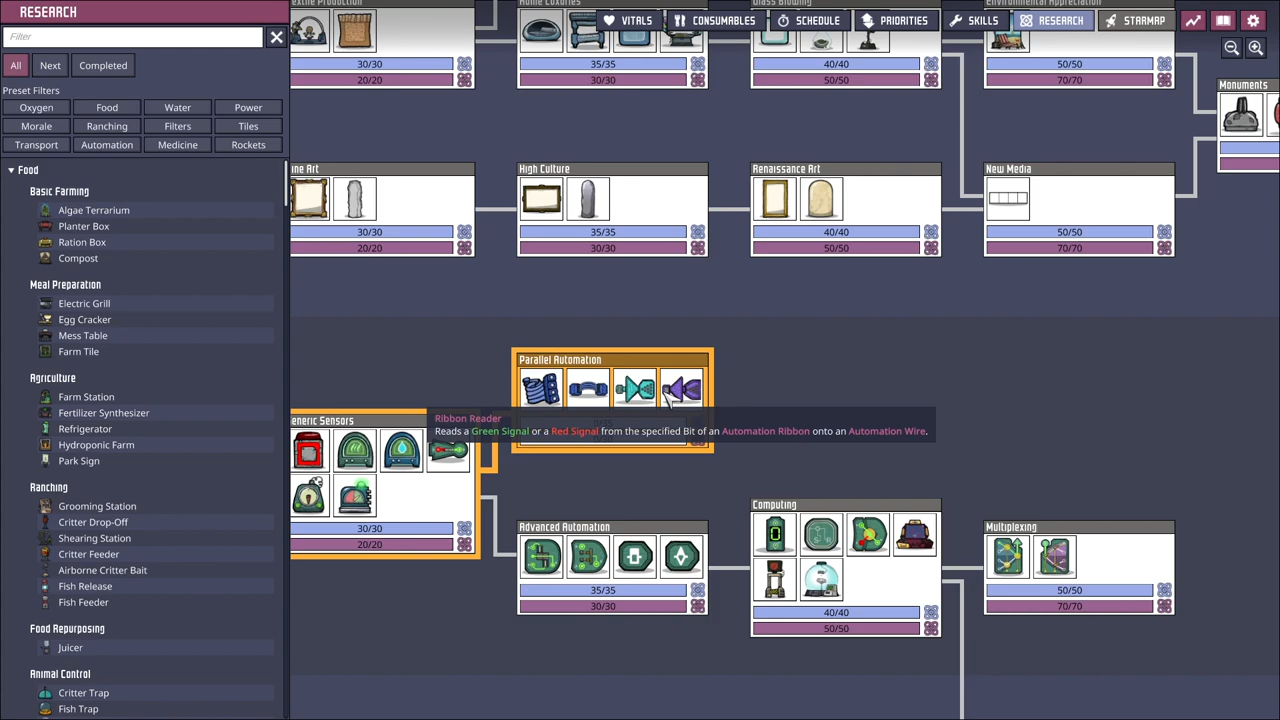 RESEARCH
VITALS
CONSUMABLES
SCHEDULE
PRIORITIES
SKILLS
RESEARCH
STARMAP
Filter
All
Next
Completed
Preset Filters
Oxygen
Food
Water
Power
Morale
Ranching
Filters
Tiles
Transport
Automation
Medicine
Rockets
Food
Basic Farming
Algae Terrarium
Planter Box
Ration Box
Compost
Meal Preparation
Electric Grill
Egg Cracker
Mess Table
Farm Tile
Agriculture
Farm Station
Fertilizer Synthesizer
Refrigerator
Hydroponic Farm
Park Sign
Ranching
Grooming Station
Critter Drop-Off
Shearing Station
Critter Feeder
Airborne Critter Bait
Fish Release
Fish Feeder
Food Repurposing
Juicer
Animal Control
Critter Trap
Fish Trap
30/30
20/20
35/35
30/30
40/40
50/50
50/50
70/70
Monuments
ine Art
30/30
20/20
High Culture
35/35
30/30
Renaissance Art
40/40
50/50
New Media
50/50
70/70
Parallel Automation
Ribbon Reader
Reads a Green Signal or a Red Signal from the specified Bit of an Automation Ribbon onto an Automation Wire.
eneric Sensors
30/30
20/20
Advanced Automation
35/35
30/30
Computing
40/40
50/50
Multiplexing
50/50
70/70